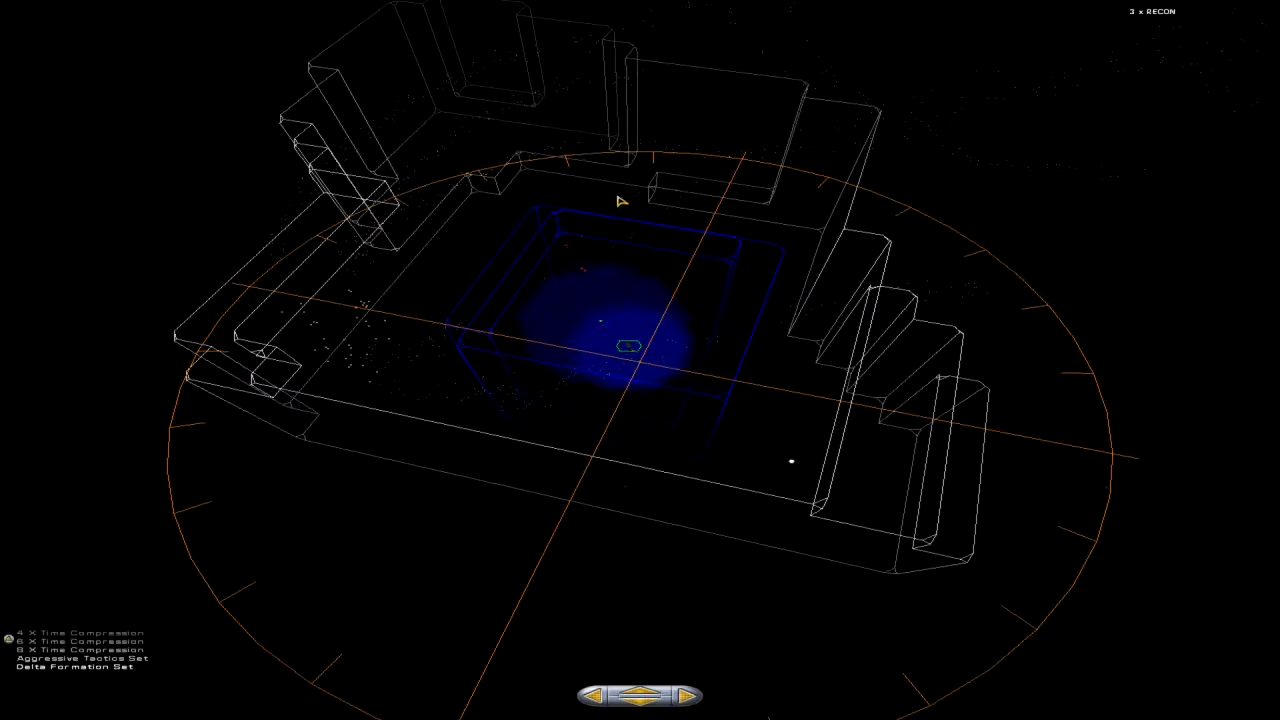 3 x RECON
4 X Time Compression
6 X Time Compression
8 X Time Compression
Aggressive Tactics Set
Delta Formation Set